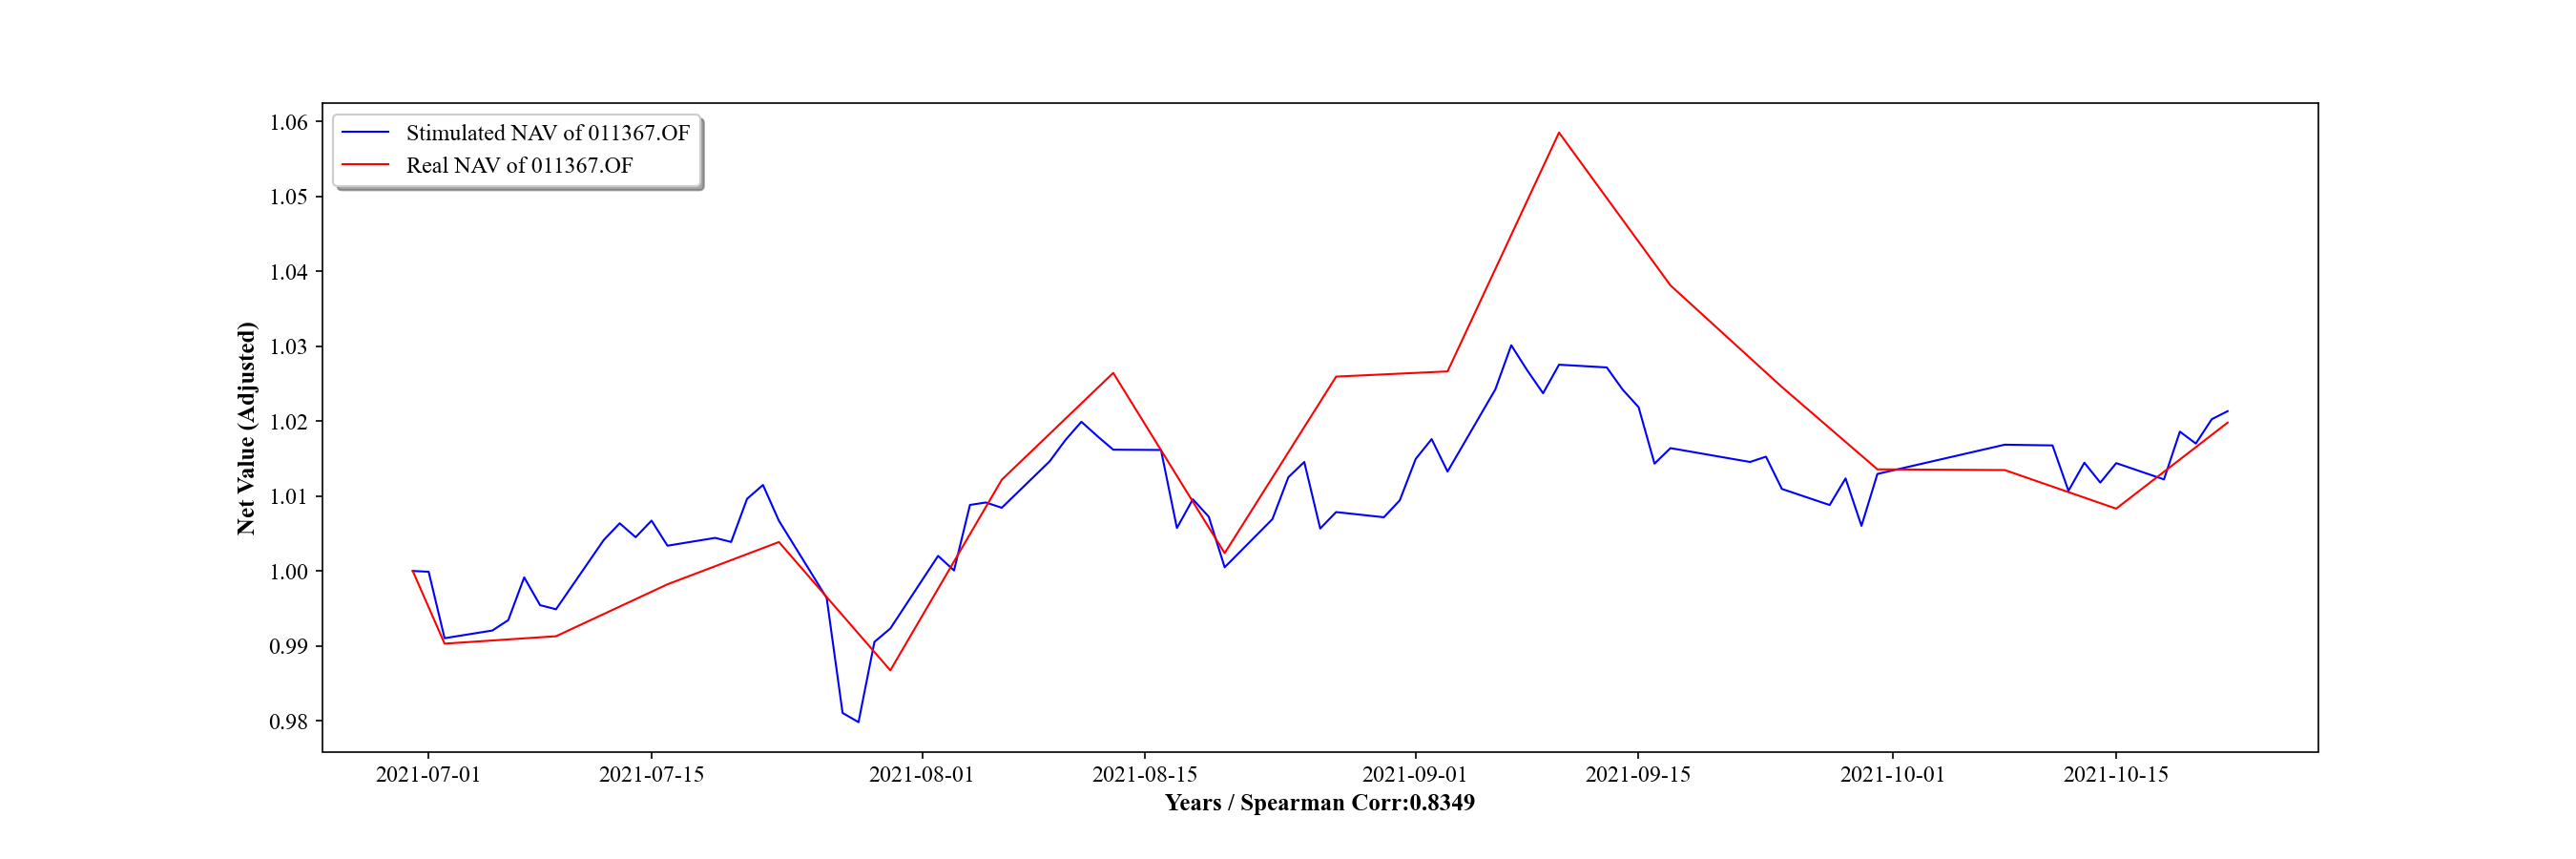 Stimulated NAV of 011367.OF
Real NAV of 011367.OF
1.06
1.05
1.04
1.03
1.02
1.01
1.00
0.99
0.98
Net Value (Adjusted)
2021-07-01 2021-07-15 2021-08-01 2021-08-15 2021-09-01 2021-09-15 2021-10-01 2021-10-15
Years / Spearman Corr:0.8349